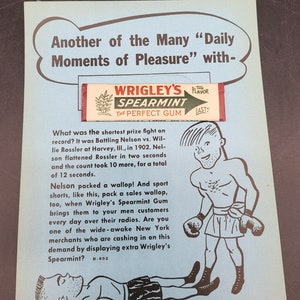 Another of the Many "Daily
Moments of Pleasure" with-
WRIGLEY'S
SPEARMINT
THE PERFECT GUM
THE FLAVOR
LASTS
What was the shortest prize fight on
record? It was Battling Nelson vs. Wil-
lie Rossler at Harvey, Ill., in 1902. Nel-
son flattened Rossler in two seconds
and the count took 10 more, for a total
of 12 seconds.
Nelson packed a wallop! And sport
shorts, like this, pack a sales wallop,
too, when Wrigley's Spearmint Gum
brings them to your men customers
every day over their radios. Are you
one of the wide-awake New York
merchants who are cashing in on this
demand by displaying extra Wrigley's
Spearmint?